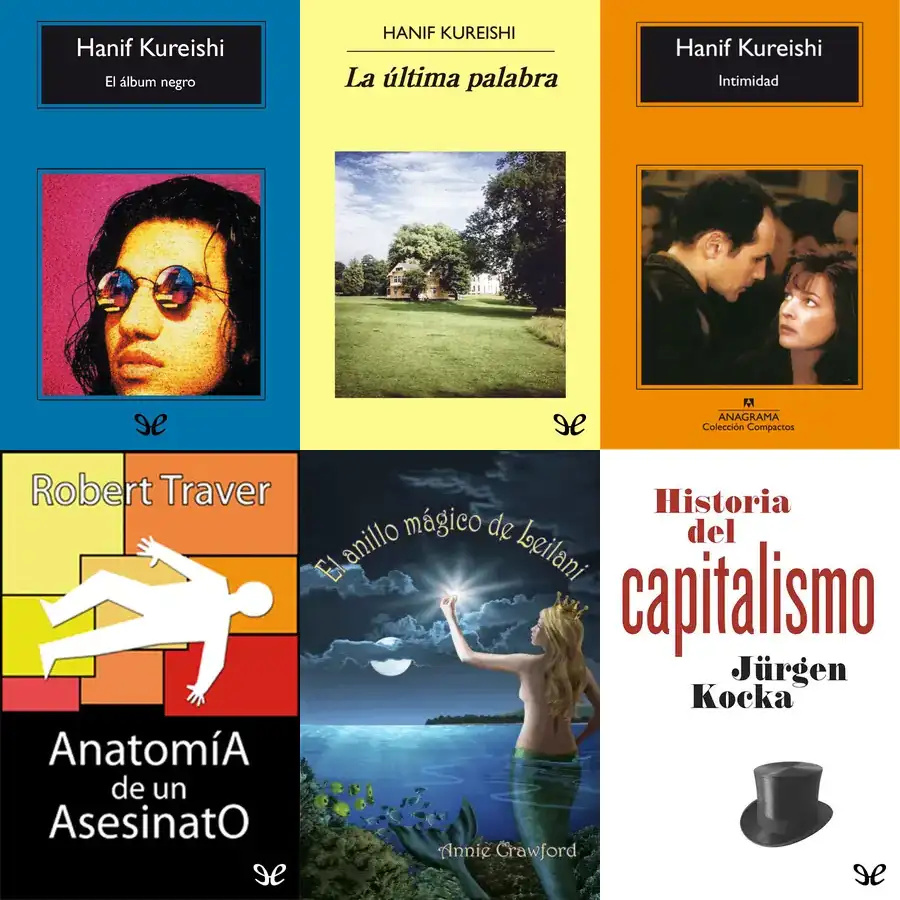 Hanif Kureishi
El álbum negro
HANIF KUREISHI
La última palabra
Hanif Kureishi
Intimidad
ANAGRAMA
Colección Compactos
Robert Traver
AnatomíA
de un
AsesinatO
El anillo mágico de Leilani
Annie Crawford
Historia
del
capitalismo
Jürgen
Kocka